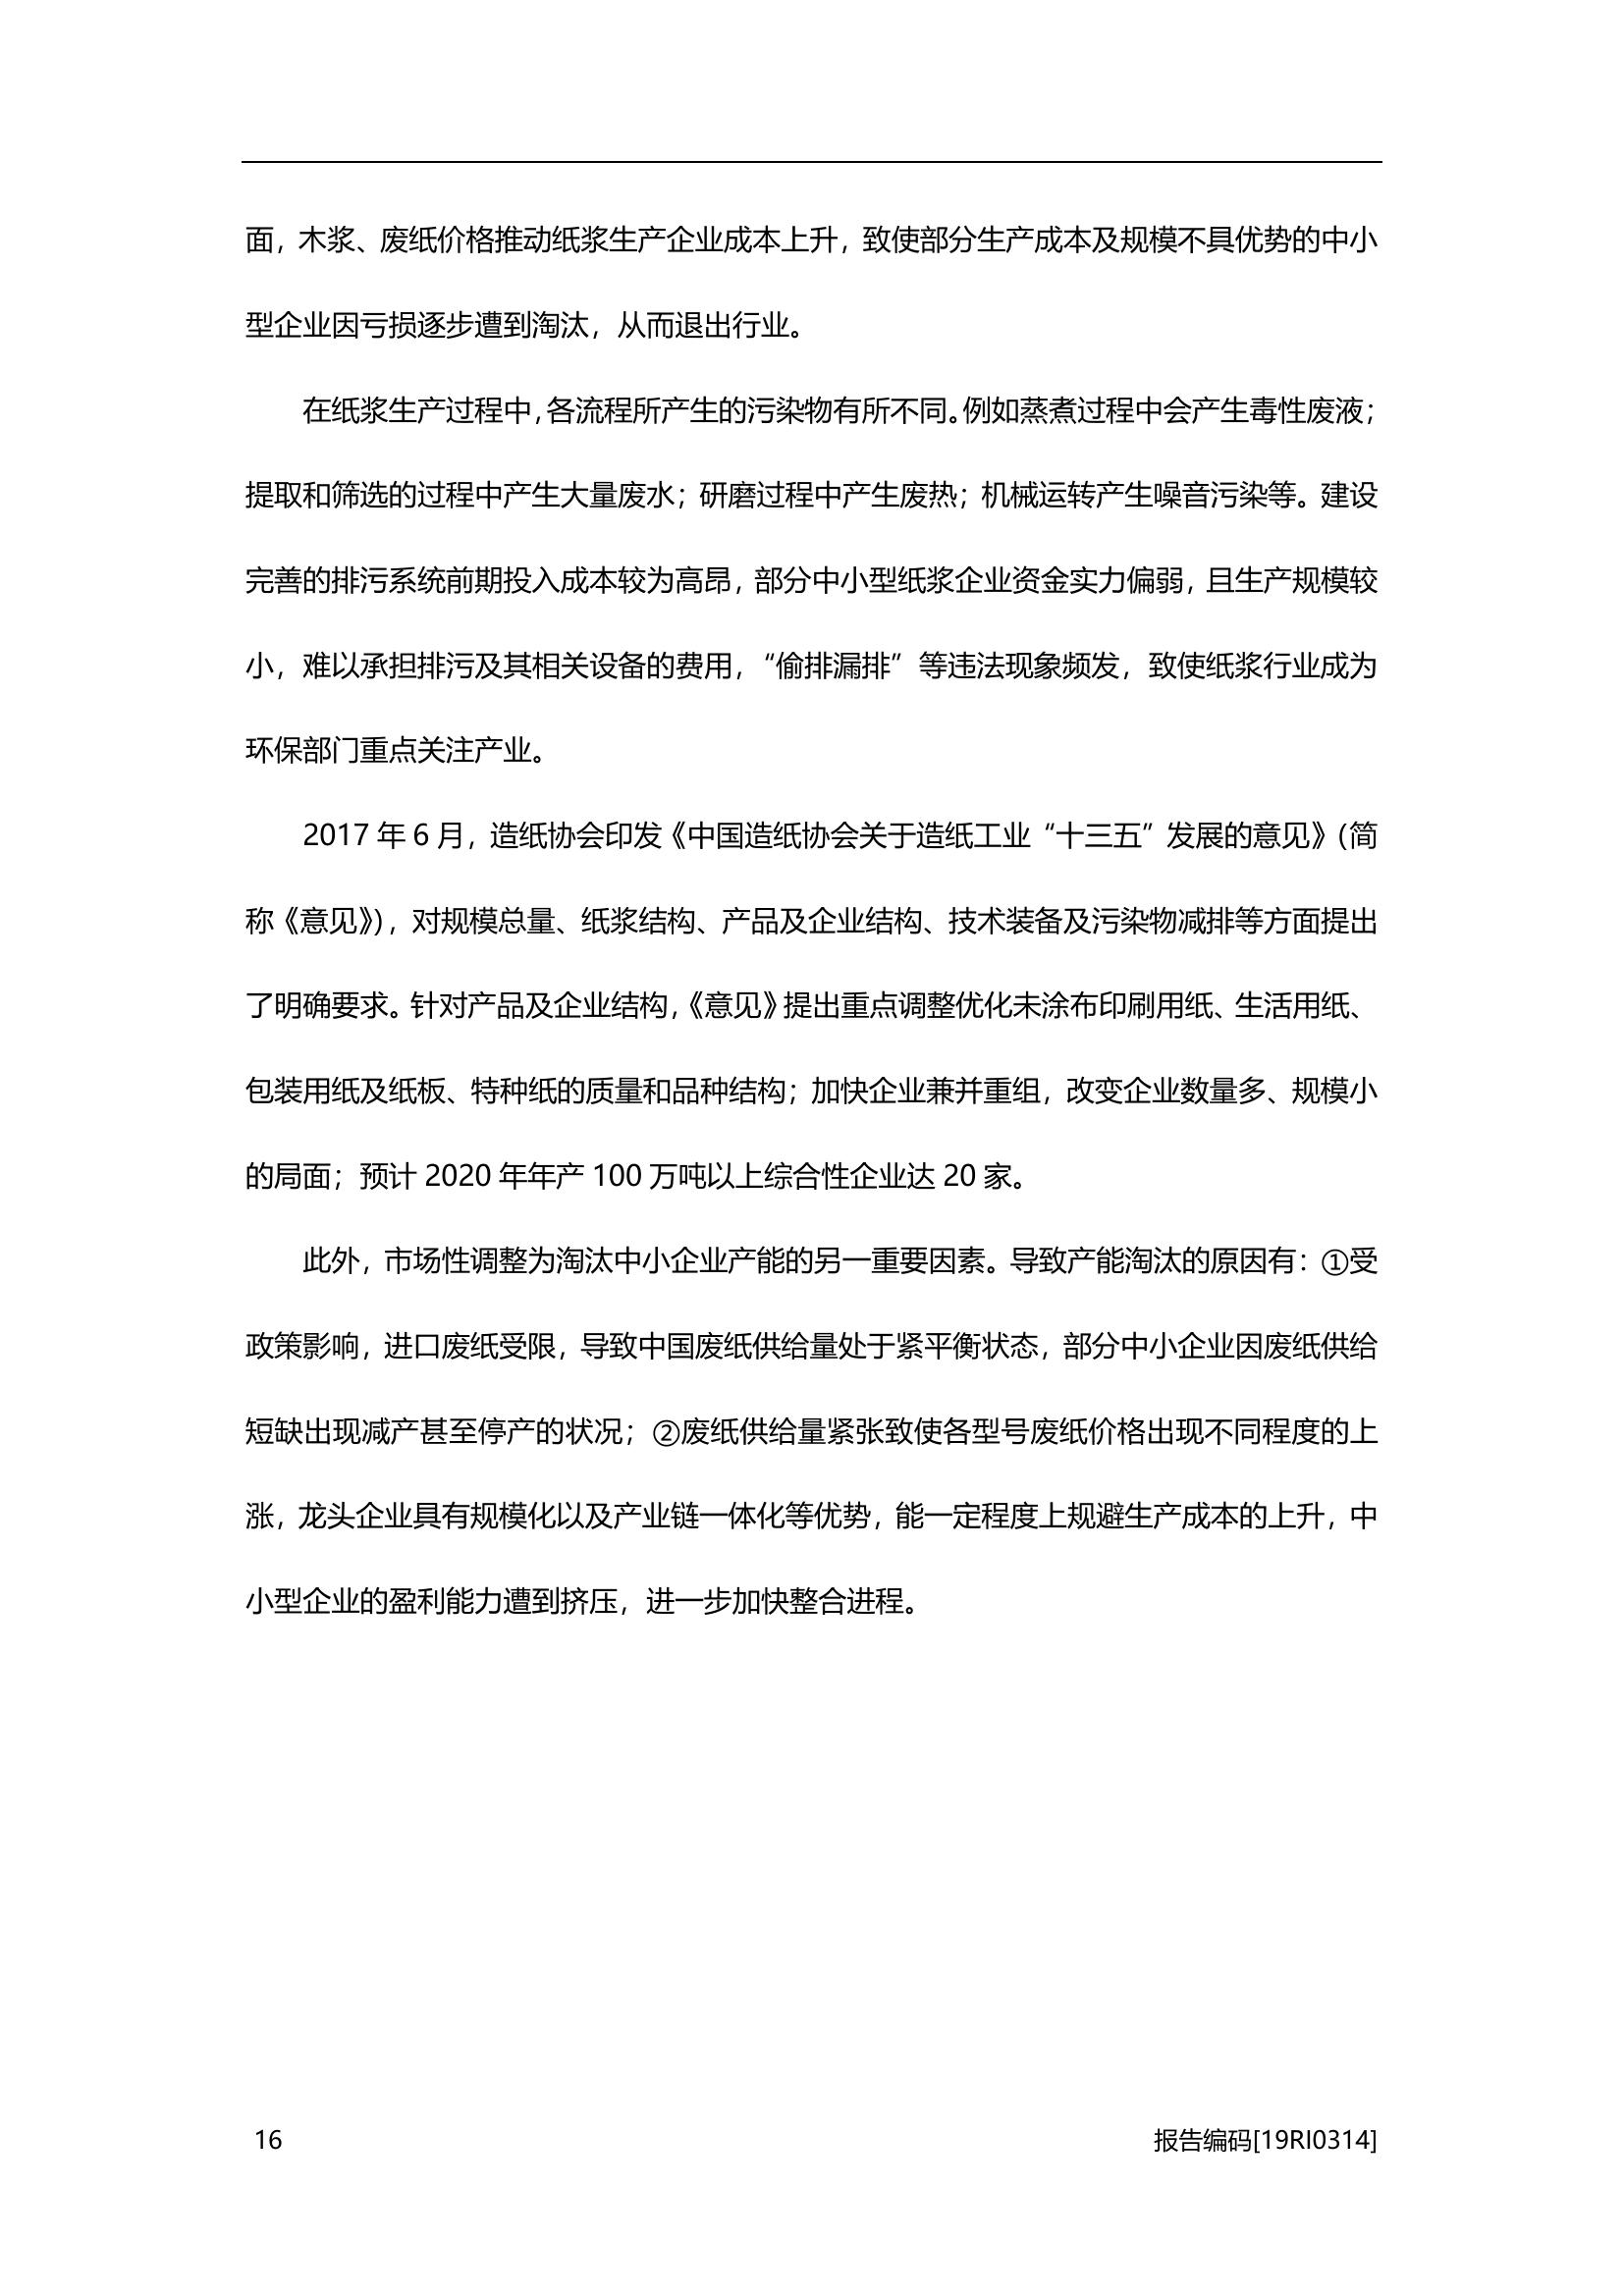 面，木浆、废纸价格推动纸浆生产企业成本上升，致使部分生产成本及规模不具优势的中小
型企业因亏损逐步遭到淘汰，从而退出行业。
在纸浆生产过程中，各流程所产生的污染物有所不同。例如蒸煮过程中会产生毒性废液；
提取和筛选的过程中产生大量废水；研磨过程中产生废热；机械运转产生噪音污染等。建设
完善的排污系统前期投入成本较为高昂，部分中小型纸浆企业资金实力偏弱，且生产规模较
小，难以承担排污及其相关设备的费用，“偷排漏排”等违法现象频发，致使纸浆行业成为
环保部门重点关注产业。
2017 年 6 月，造纸协会印发《中国造纸协会关于造纸工业“十三五”发展的意见》（简
称《意见》），对规模总量、纸浆结构、产品及企业结构、技术装备及污染物减排等方面提出
了明确要求。针对产品及企业结构，《意见》提出重点调整优化未涂布印刷用纸、生活用纸、
包装用纸及纸板、特种纸的质量和品种结构；加快企业兼并重组，改变企业数量多、规模小
的局面；预计 2020 年年产 100 万吨以上综合性企业达 20 家。
此外，市场性调整为淘汰中小企业产能的另一重要因素。导致产能淘汰的原因有：①受
政策影响，进口废纸受限，导致中国废纸供给量处于紧平衡状态，部分中小企业因废纸供给
短缺出现减产甚至停产的状况；②废纸供给量紧张致使各型号废纸价格出现不同程度的上
涨，龙头企业具有规模化以及产业链一体化等优势，能一定程度上规避生产成本的上升，中
小型企业的盈利能力遭到挤压，进一步加快整合进程。
16
报告编码[19RI0314]